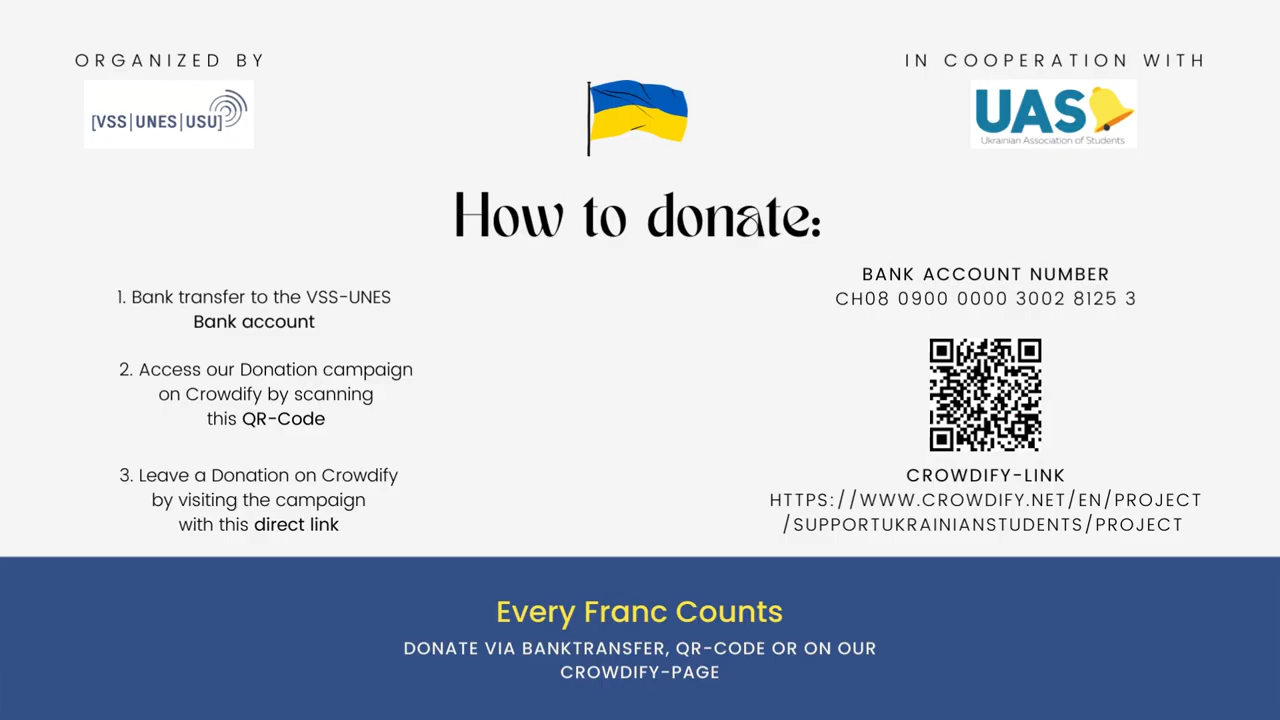 ORGANIZED BY
[VSS|UNES|USU]
IN COOPERATION WITH
UAS
Ukrainian Association of Students
How to donate:
1. Bank transfer to the VSS-UNES
Bank account
2. Access our Donation campaign
on Crowdify by scanning
this QR-Code
3. Leave a Donation on Crowdify
by visiting the campaign
with this direct link
BANK ACCOUNT NUMBER
CH08 0900 0000 3002 8125 3
CROWDIFY-LINK
HTTPS://WWW.CROWDIFY.NET/EN/PROJECT
/SUPPORTUKRAINIANSTUDENTS/PROJECT
Every Franc Counts
DONATE VIA BANKTRANSFER, QR-CODE OR ON OUR
CROWDIFY-PAGE